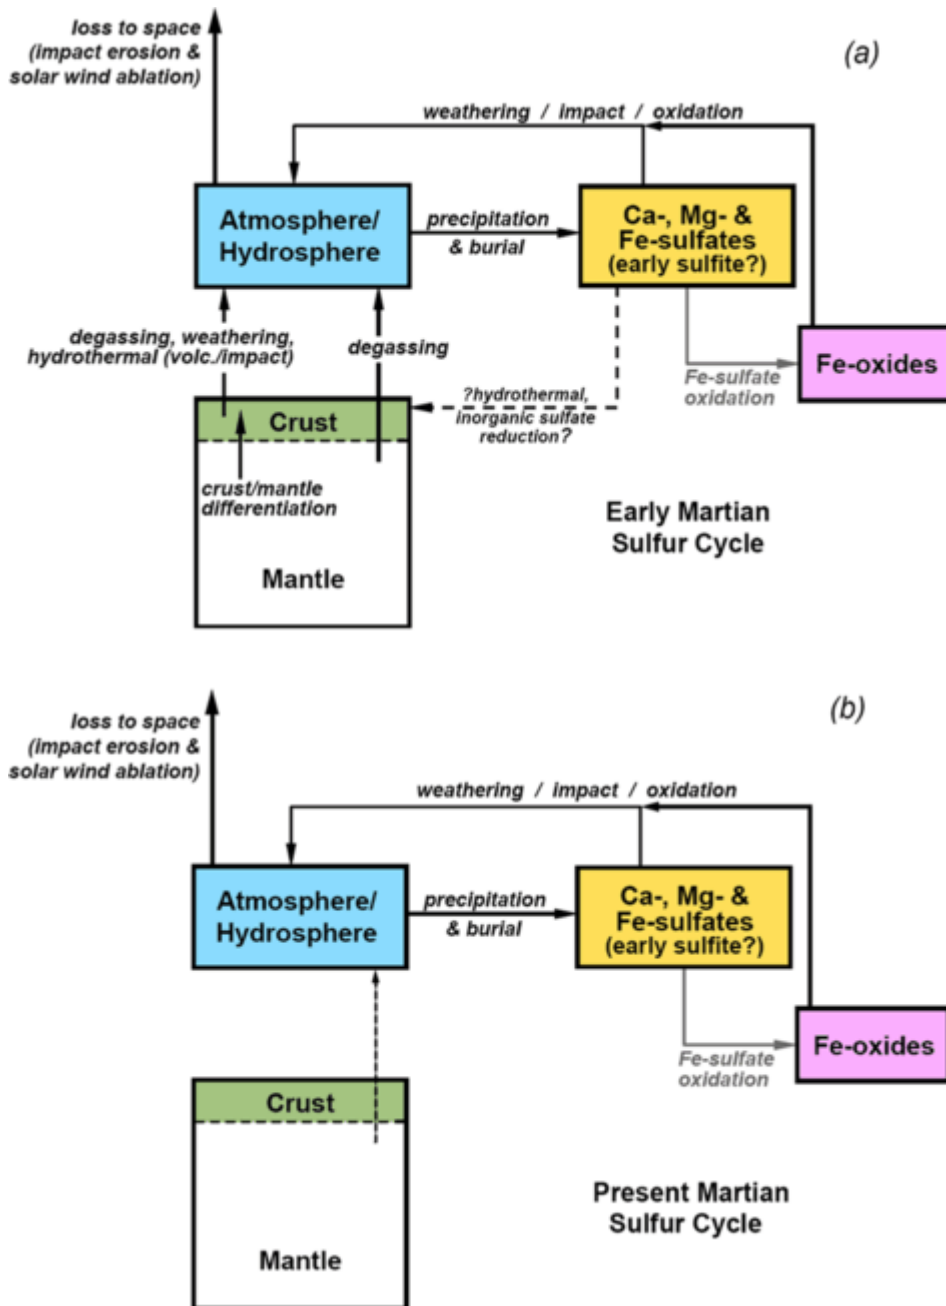 loss to space
(impact erosion &
solar wind ablation)
(a)
weathering / impact / oxidation
Atmosphere/
Hydrosphere
precipitation
& burial
Ca-, Mg- &
Fe-sulfates
(early sulfite?)
degassing, weathering,
hydrothermal (volc./impact)
degassing
Fe-oxides
Fe-sulfate
oxidation
?hydrothermal,
inorganic sulfate
reduction?
Crust
crust/mantle
differentiation
Mantle
Early Martian
Sulfur Cycle
loss to space
(impact erosion &
solar wind ablation)
(b)
weathering / impact / oxidation
Atmosphere/
Hydrosphere
precipitation
& burial
Ca-, Mg- &
Fe-sulfates
(early sulfite?)
Fe-oxides
Fe-sulfate
oxidation
Crust
Mantle
Present Martian
Sulfur Cycle